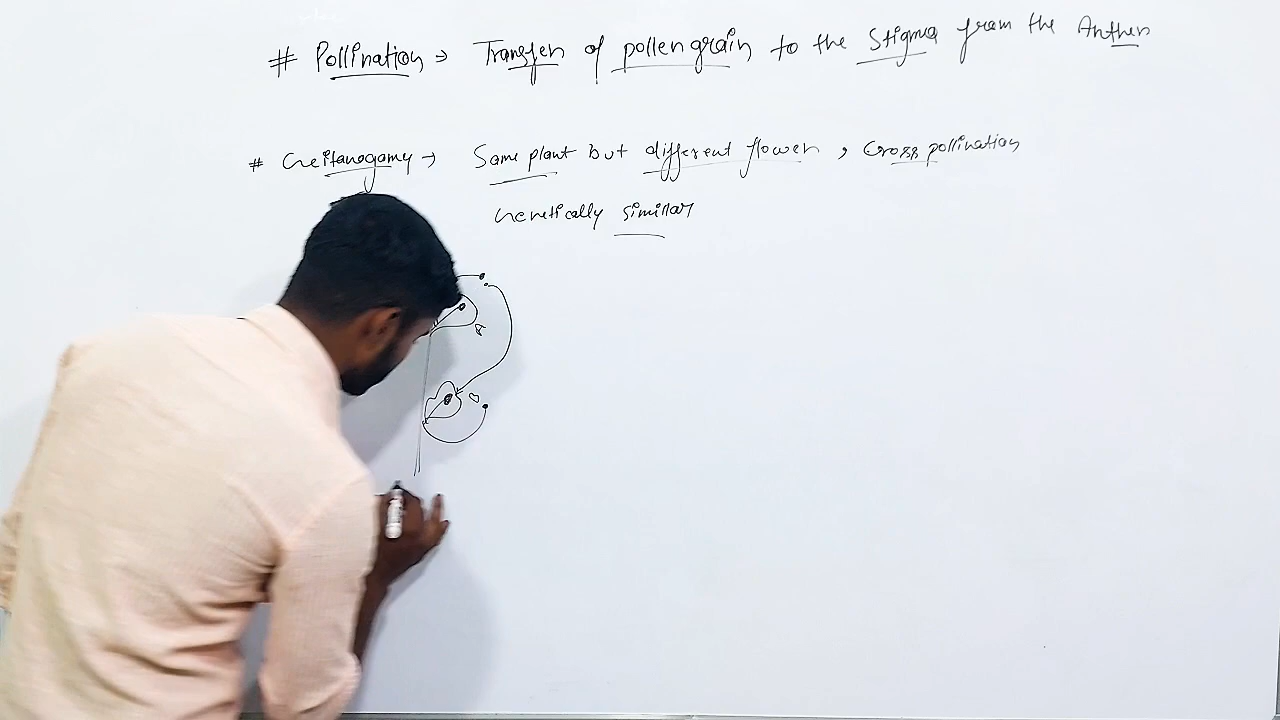 # Pollination → Transfer of pollen grain to the Stigma from the Anther
# Geitanogamy → Same plant but different flower , Cross pollination
Genetically similar